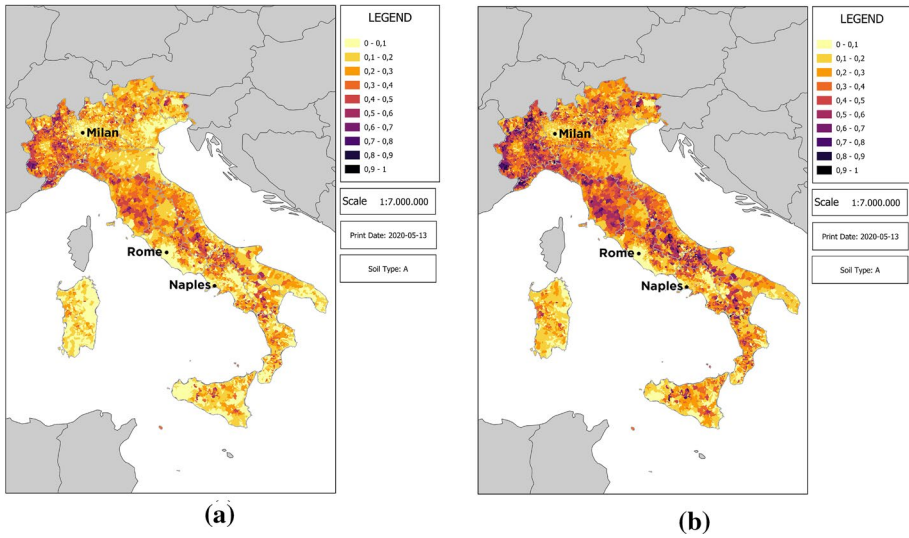 LEGEND
0 - 0,1
0,1 - 0,2
0,2 - 0,3
0,3 - 0,4
0,4 - 0,5
0,5 - 0,6
0,6 - 0,7
0,7 - 0,8
0,8 - 0,9
0,9 - 1
Scale 1:7.000.000
Print Date: 2020-05-13
Soil Type: A
Milan
Rome
Naples
(a)
LEGEND
0 - 0,1
0,1 - 0,2
0,2 - 0,3
0,3 - 0,4
0,4 - 0,5
0,5 - 0,6
0,6 - 0,7
0,7 - 0,8
0,8 - 0,9
0,9 - 1
Scale 1:7.000.000
Print Date: 2020-05-13
Soil Type: A
Milan
Rome
Naples
(b)